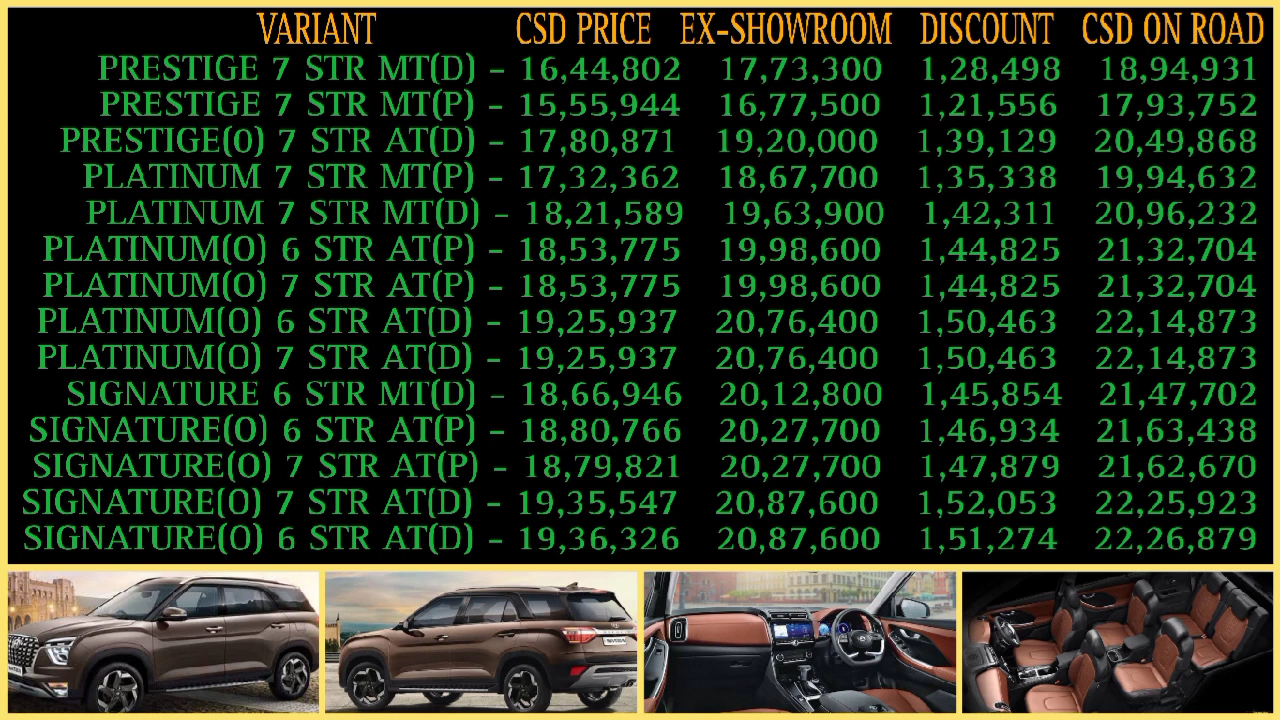 VARIANT CSD PRICE EX-SHOWROOM DISCOUNT CSD ON ROAD
PRESTIGE 7 STR MT(D) - 16,44,802 17,73,300 1,28,498 18,94,931
PRESTIGE 7 STR MT(P) - 15,55,944 16,77,500 1,21,556 17,93,752
PRESTIGE(O) 7 STR AT(D) - 17,80,871 19,20,000 1,39,129 20,49,868
PLATINUM 7 STR MT(P) - 17,32,362 18,67,700 1,35,338 19,94,632
PLATINUM 7 STR MT(D) - 18,21,589 19,63,900 1,42,311 20,96,232
PLATINUM(O) 6 STR AT(P) - 18,53,775 19,98,600 1,44,825 21,32,704
PLATINUM(O) 7 STR AT(P) - 18,53,775 19,98,600 1,44,825 21,32,704
PLATINUM(O) 6 STR AT(D) - 19,25,937 20,76,400 1,50,463 22,14,873
PLATINUM(O) 7 STR AT(D) - 19,25,937 20,76,400 1,50,463 22,14,873
SIGNATURE 6 STR MT(D) - 18,66,946 20,12,800 1,45,854 21,47,702
SIGNATURE(O) 6 STR AT(P) - 18,80,766 20,27,700 1,46,934 21,63,438
SIGNATURE(O) 7 STR AT(P) - 18,79,821 20,27,700 1,47,879 21,62,670
SIGNATURE(O) 7 STR AT(D) - 19,35,547 20,87,600 1,52,053 22,25,923
SIGNATURE(O) 6 STR AT(D) - 19,36,326 20,87,600 1,51,274 22,26,879